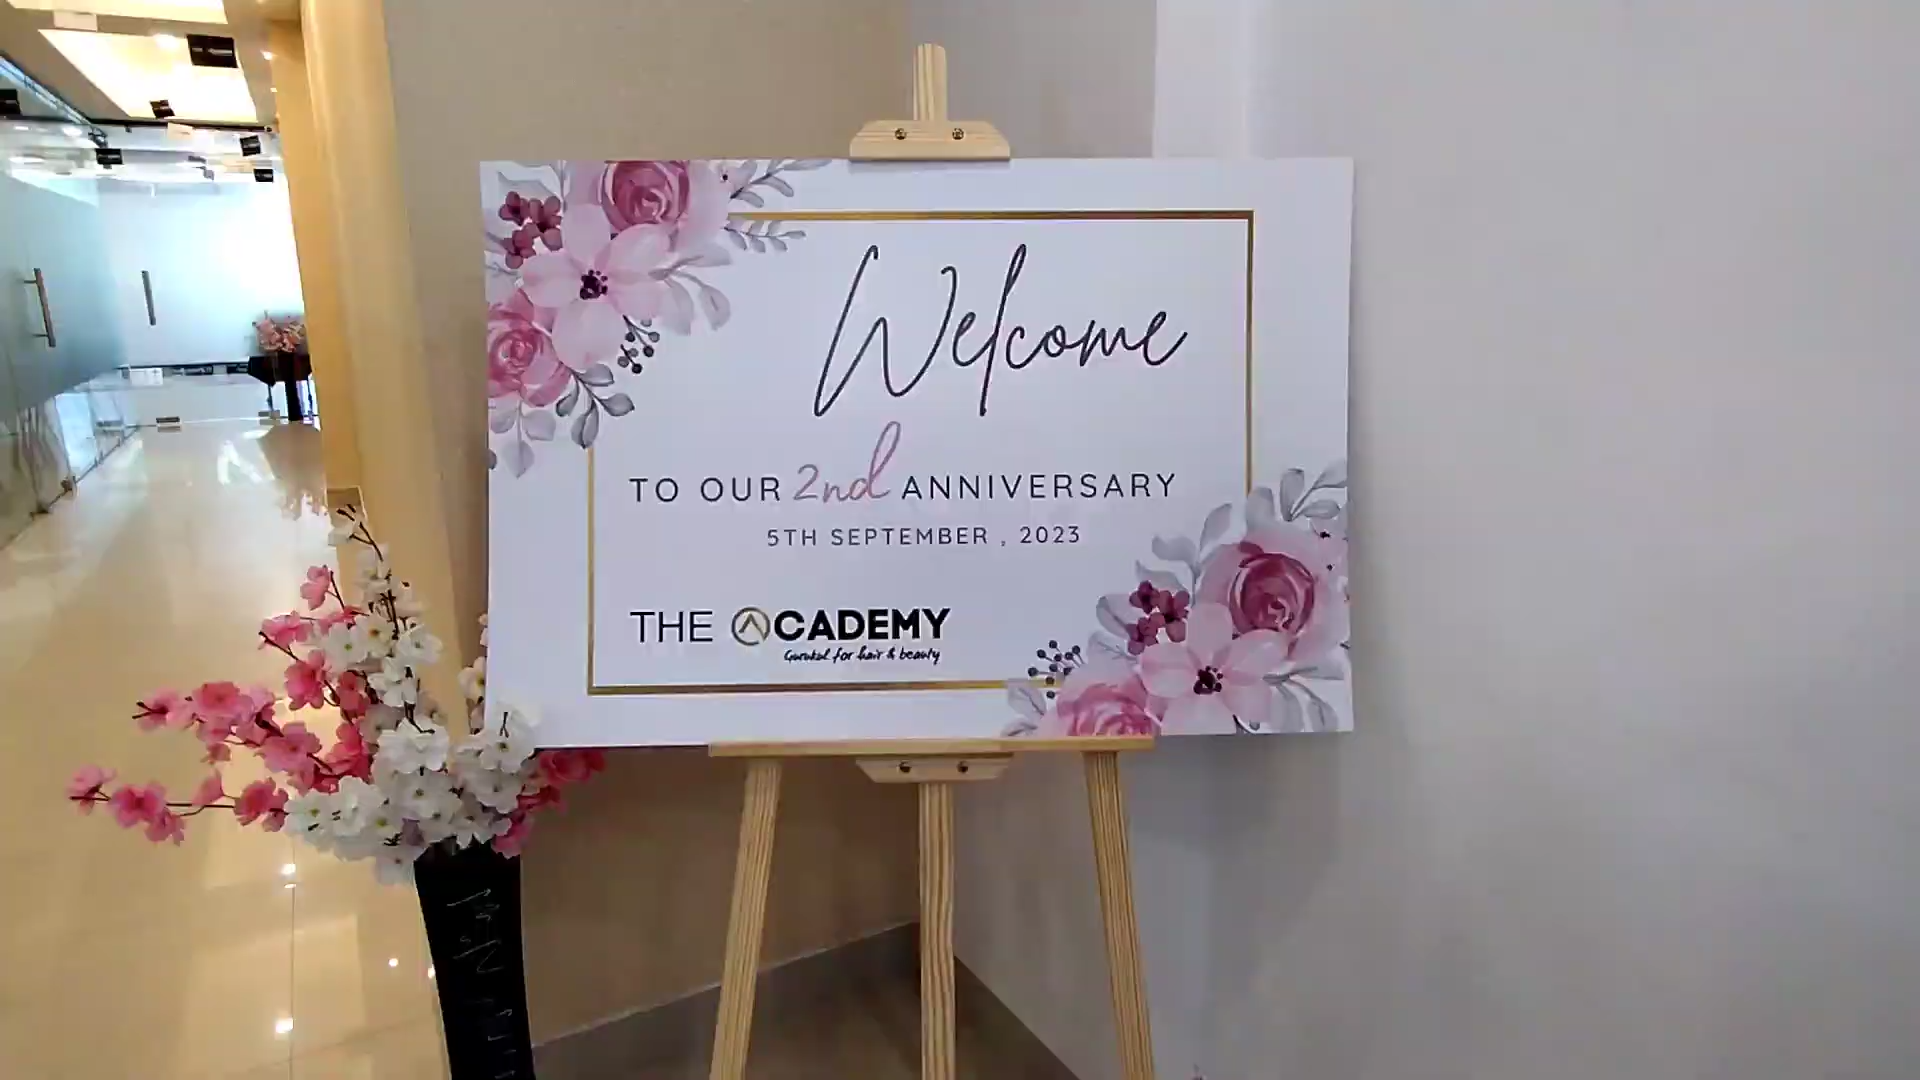 Welcome
TO OUR 2nd ANNIVERSARY
5TH SEPTEMBER , 2023
THE ACADEMY
Gurukul for hair & beauty